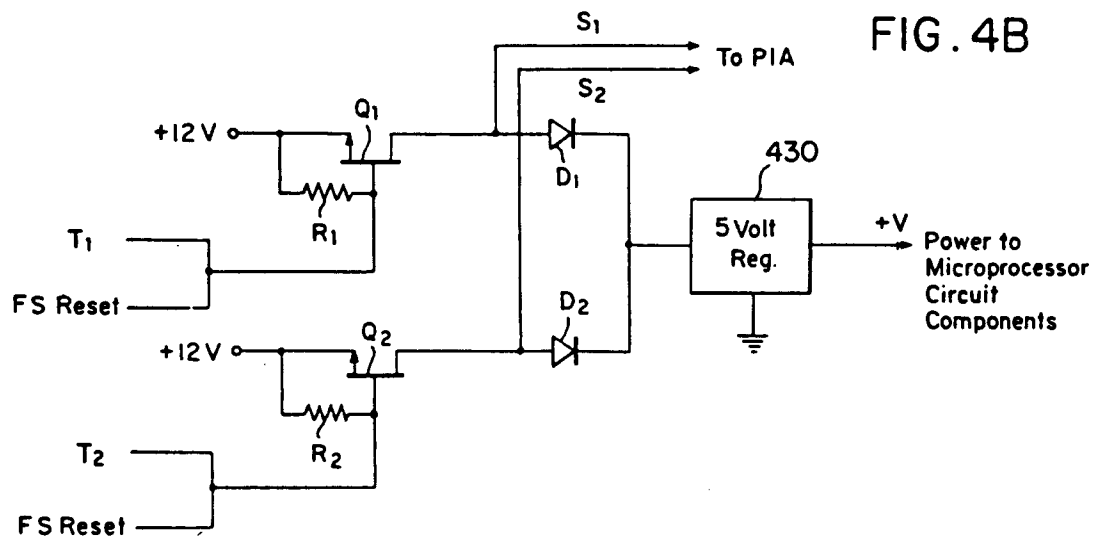 FIG. 4B
S1
To PIA
S2
Q1
+12V
D1
R1
430
5 Volt
Reg.
+V
Power to
Microprocessor
Circuit
Components
T1
FS Reset
D2
Q2
+12V
R2
T2
FS Reset